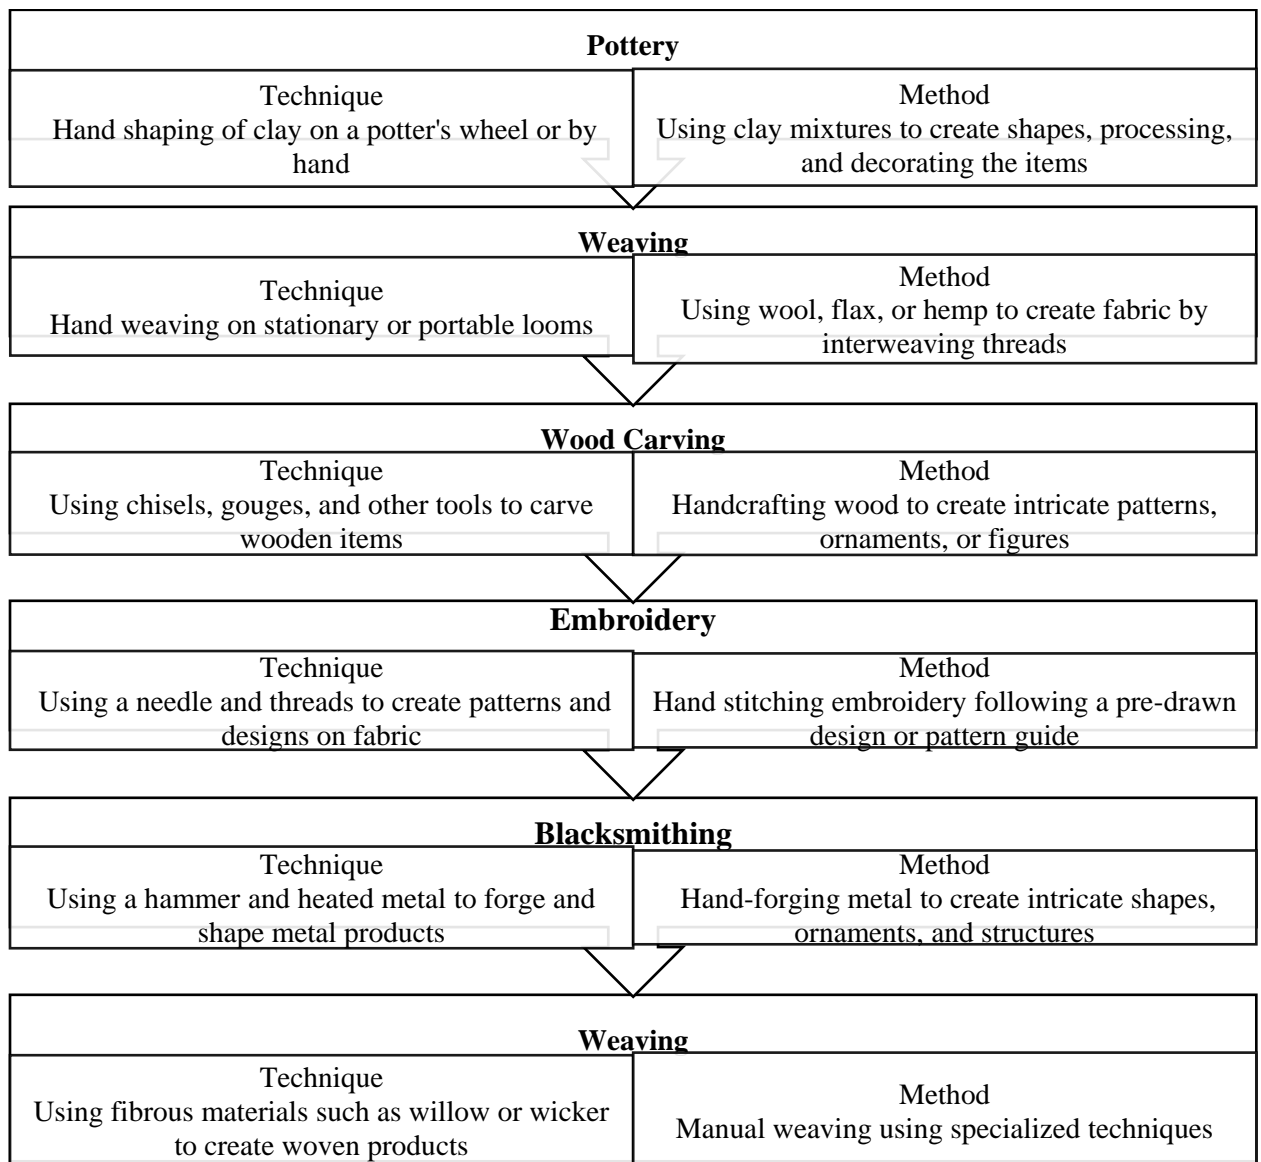 Pottery
Technique
Hand shaping of clay on a potter's wheel or by
hand
Method
Using clay mixtures to create shapes, processing,
and decorating the items
Weaving
Technique
Hand weaving on stationary or portable looms
Method
Using wool, flax, or hemp to create fabric by
interweaving threads
Wood Carving
Technique
Using chisels, gouges, and other tools to carve
wooden items
Method
Handcrafting wood to create intricate patterns,
ornaments, or figures
Embroidery
Technique
Using a needle and threads to create patterns and
designs on fabric
Method
Hand stitching embroidery following a pre-drawn
design or pattern guide
Blacksmithing
Technique
Using a hammer and heated metal to forge and
shape metal products
Method
Hand-forging metal to create intricate shapes,
ornaments, and structures
Weaving
Technique
Using fibrous materials such as willow or wicker
to create woven products
Method
Manual weaving using specialized techniques